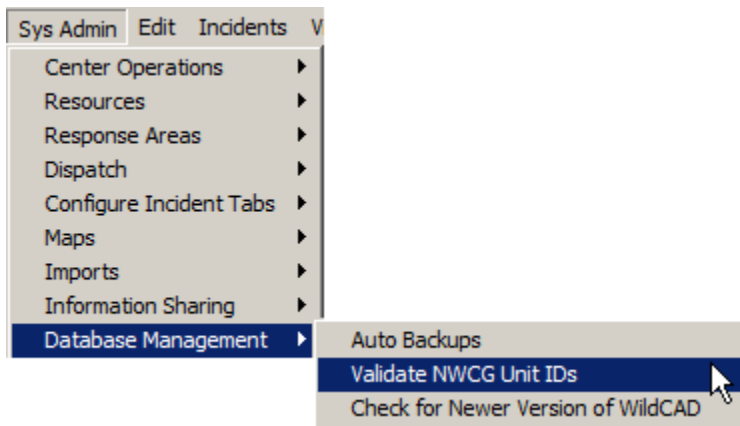 Sys Admin Edit Incidents
Center Operations
Resources
Response Areas
Dispatch
Configure Incident Tabs
Maps
Imports
Information Sharing
Database Management
Auto Backups
Validate NWCG Unit IDs
Check for Newer Version of WildCAD